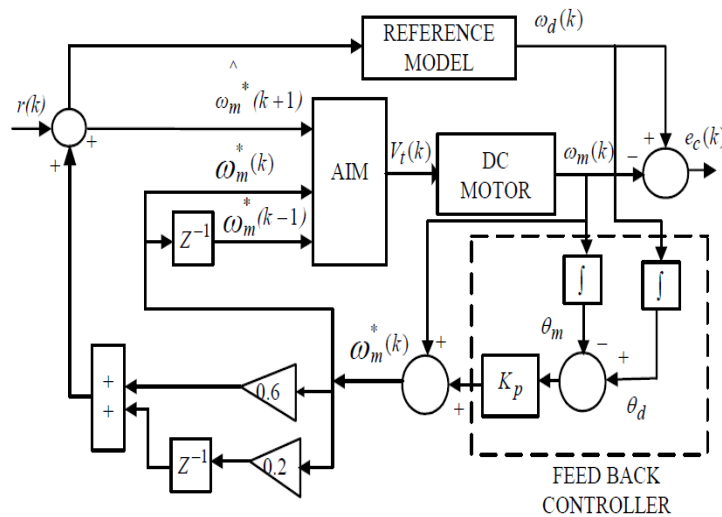 REFERENCE
MODEL
ω_d(k)
r(k)
^
ω_m*(k+1)
+
+
ω_m*(k)
Z⁻¹
ω_m*(k−1)
AIM
V_t(k)
DC
MOTOR
ω_m(k)
+
−
e_c(k)
∫
∫
θ_m
−
+
θ_d
K_p
+
+
ω_m*(k)
+
+
0.6
0.2
Z⁻¹
FEED BACK
CONTROLLER